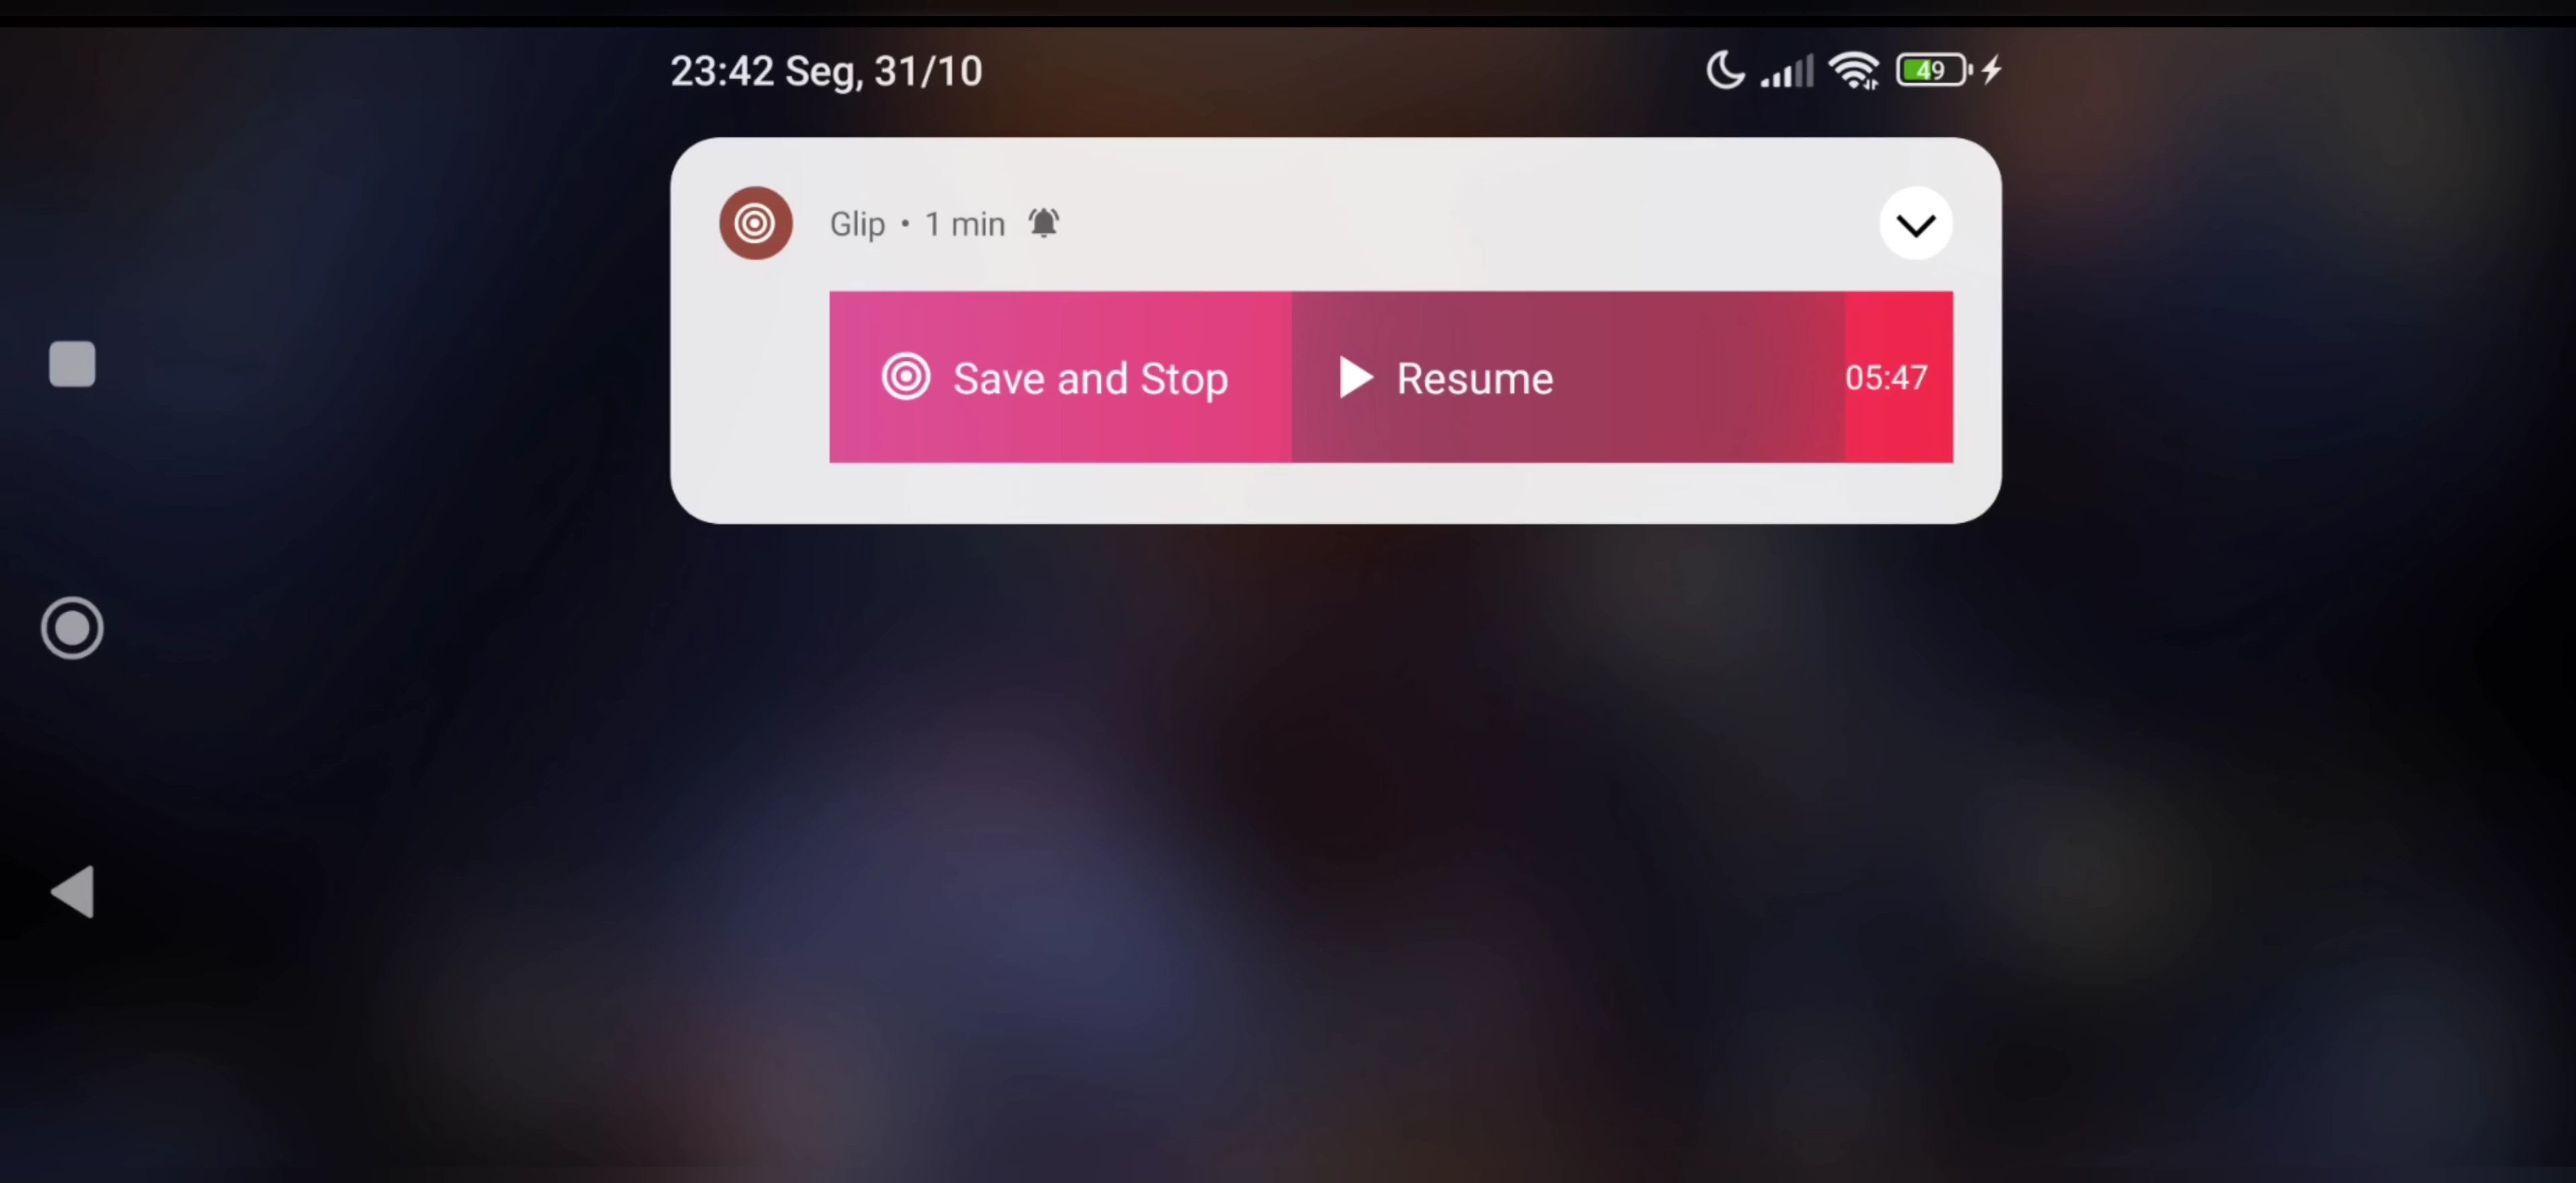 23:42 Seg, 31/10
49
Glip • 1 min
Save and Stop
Resume
05:47